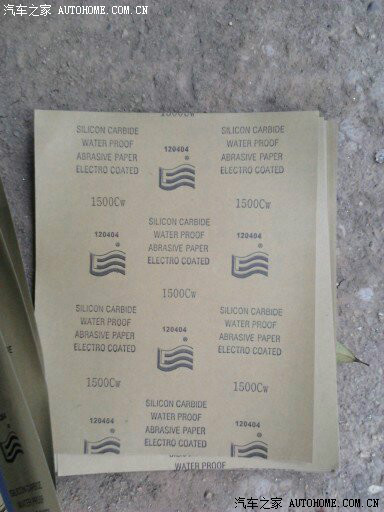 汽车之家 AUTOHOME.COM.CN
1500Cw
SILICON CARBIDE
WATER PROOF
ABRASIVE PAPER
ELECTRO COATED
120404
®
SILICON CARBIDE
WATER PROOF
ABRASIVE PAPER
ELECTRO COATED
1500Cw
1500Cw
120404
®
SILICON CARBIDE
WATER PROOF
ABRASIVE PAPER
ELECTRO COATED
120404
®
1500Cw
SILICON CARBIDE
WATER PROOF
ABRASIVE PAPER
ELECTRO COATED
120404
®
SILICON CARBIDE
WATER PROOF
ABRASIVE PAPER
ELECTRO COATED
1500Cw
1500Cw
120404
®
SILICON CARBIDE
WATER PROOF
ABRASIVE PAPER
ELECTRO COATED
120404
®
WATER PROOF
汽车之家 AUTOHOME.COM.CN